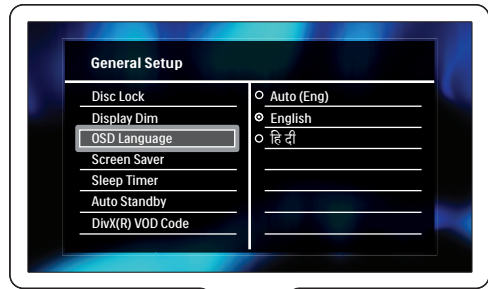 General Setup
Disc Lock
Display Dim
OSD Language
Screen Saver
Sleep Timer
Auto Standby
DivX(R) VOD Code
Auto (Eng)
English
हि दी